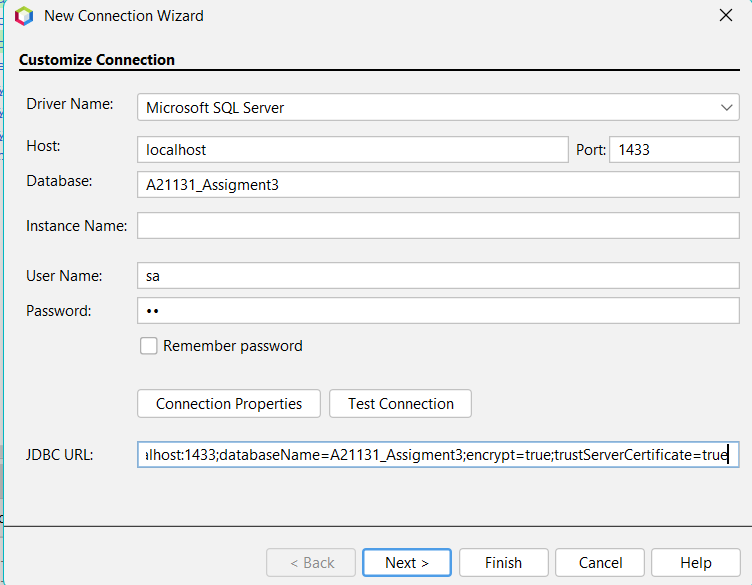 New Connection Wizard
Customize Connection
Driver Name: Microsoft SQL Server
Host: localhost Port: 1433
Database: A21131_Assigment3
Instance Name:
User Name: sa
Password: ••
Remember password
Connection Properties Test Connection
JDBC URL: alhost:1433;databaseName=A21131_Assigment3;encrypt=true;trustServerCertificate=true
< Back Next > Finish Cancel Help